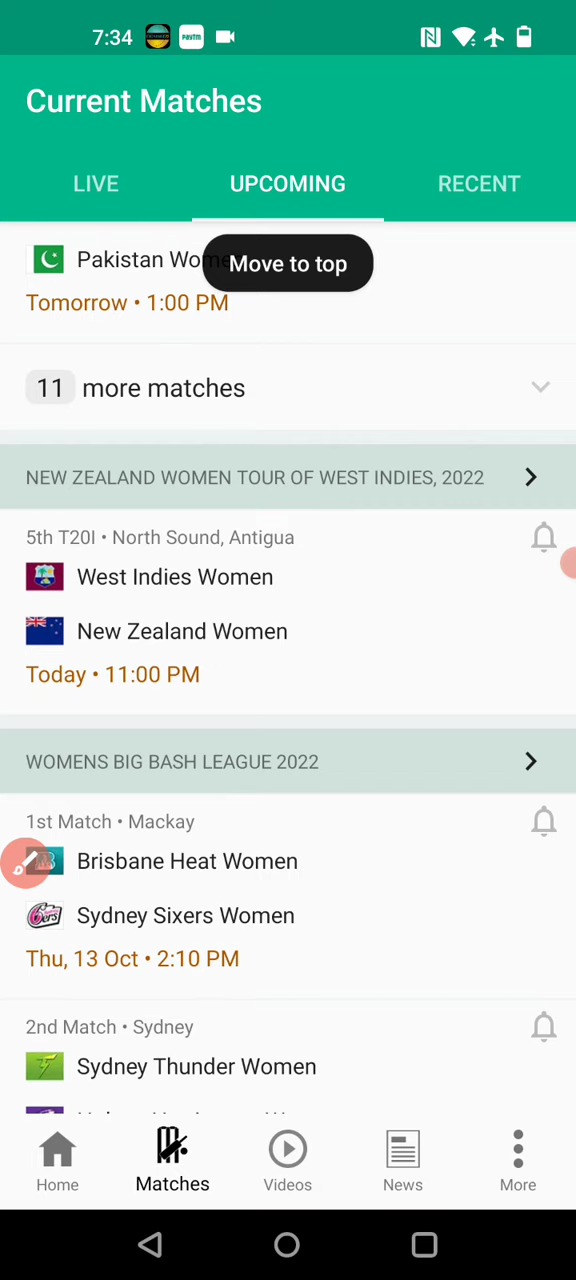 7:34
Current Matches
LIVE
UPCOMING
RECENT
Pakistan Wo
Move to top
Tomorrow • 1:00 PM
11 more matches
NEW ZEALAND WOMEN TOUR OF WEST INDIES, 2022
5th T20I • North Sound, Antigua
West Indies Women
New Zealand Women
Today • 11:00 PM
WOMENS BIG BASH LEAGUE 2022
1st Match • Mackay
Brisbane Heat Women
Sydney Sixers Women
Thu, 13 Oct • 2:10 PM
2nd Match • Sydney
Sydney Thunder Women
Home
Matches
Videos
News
More